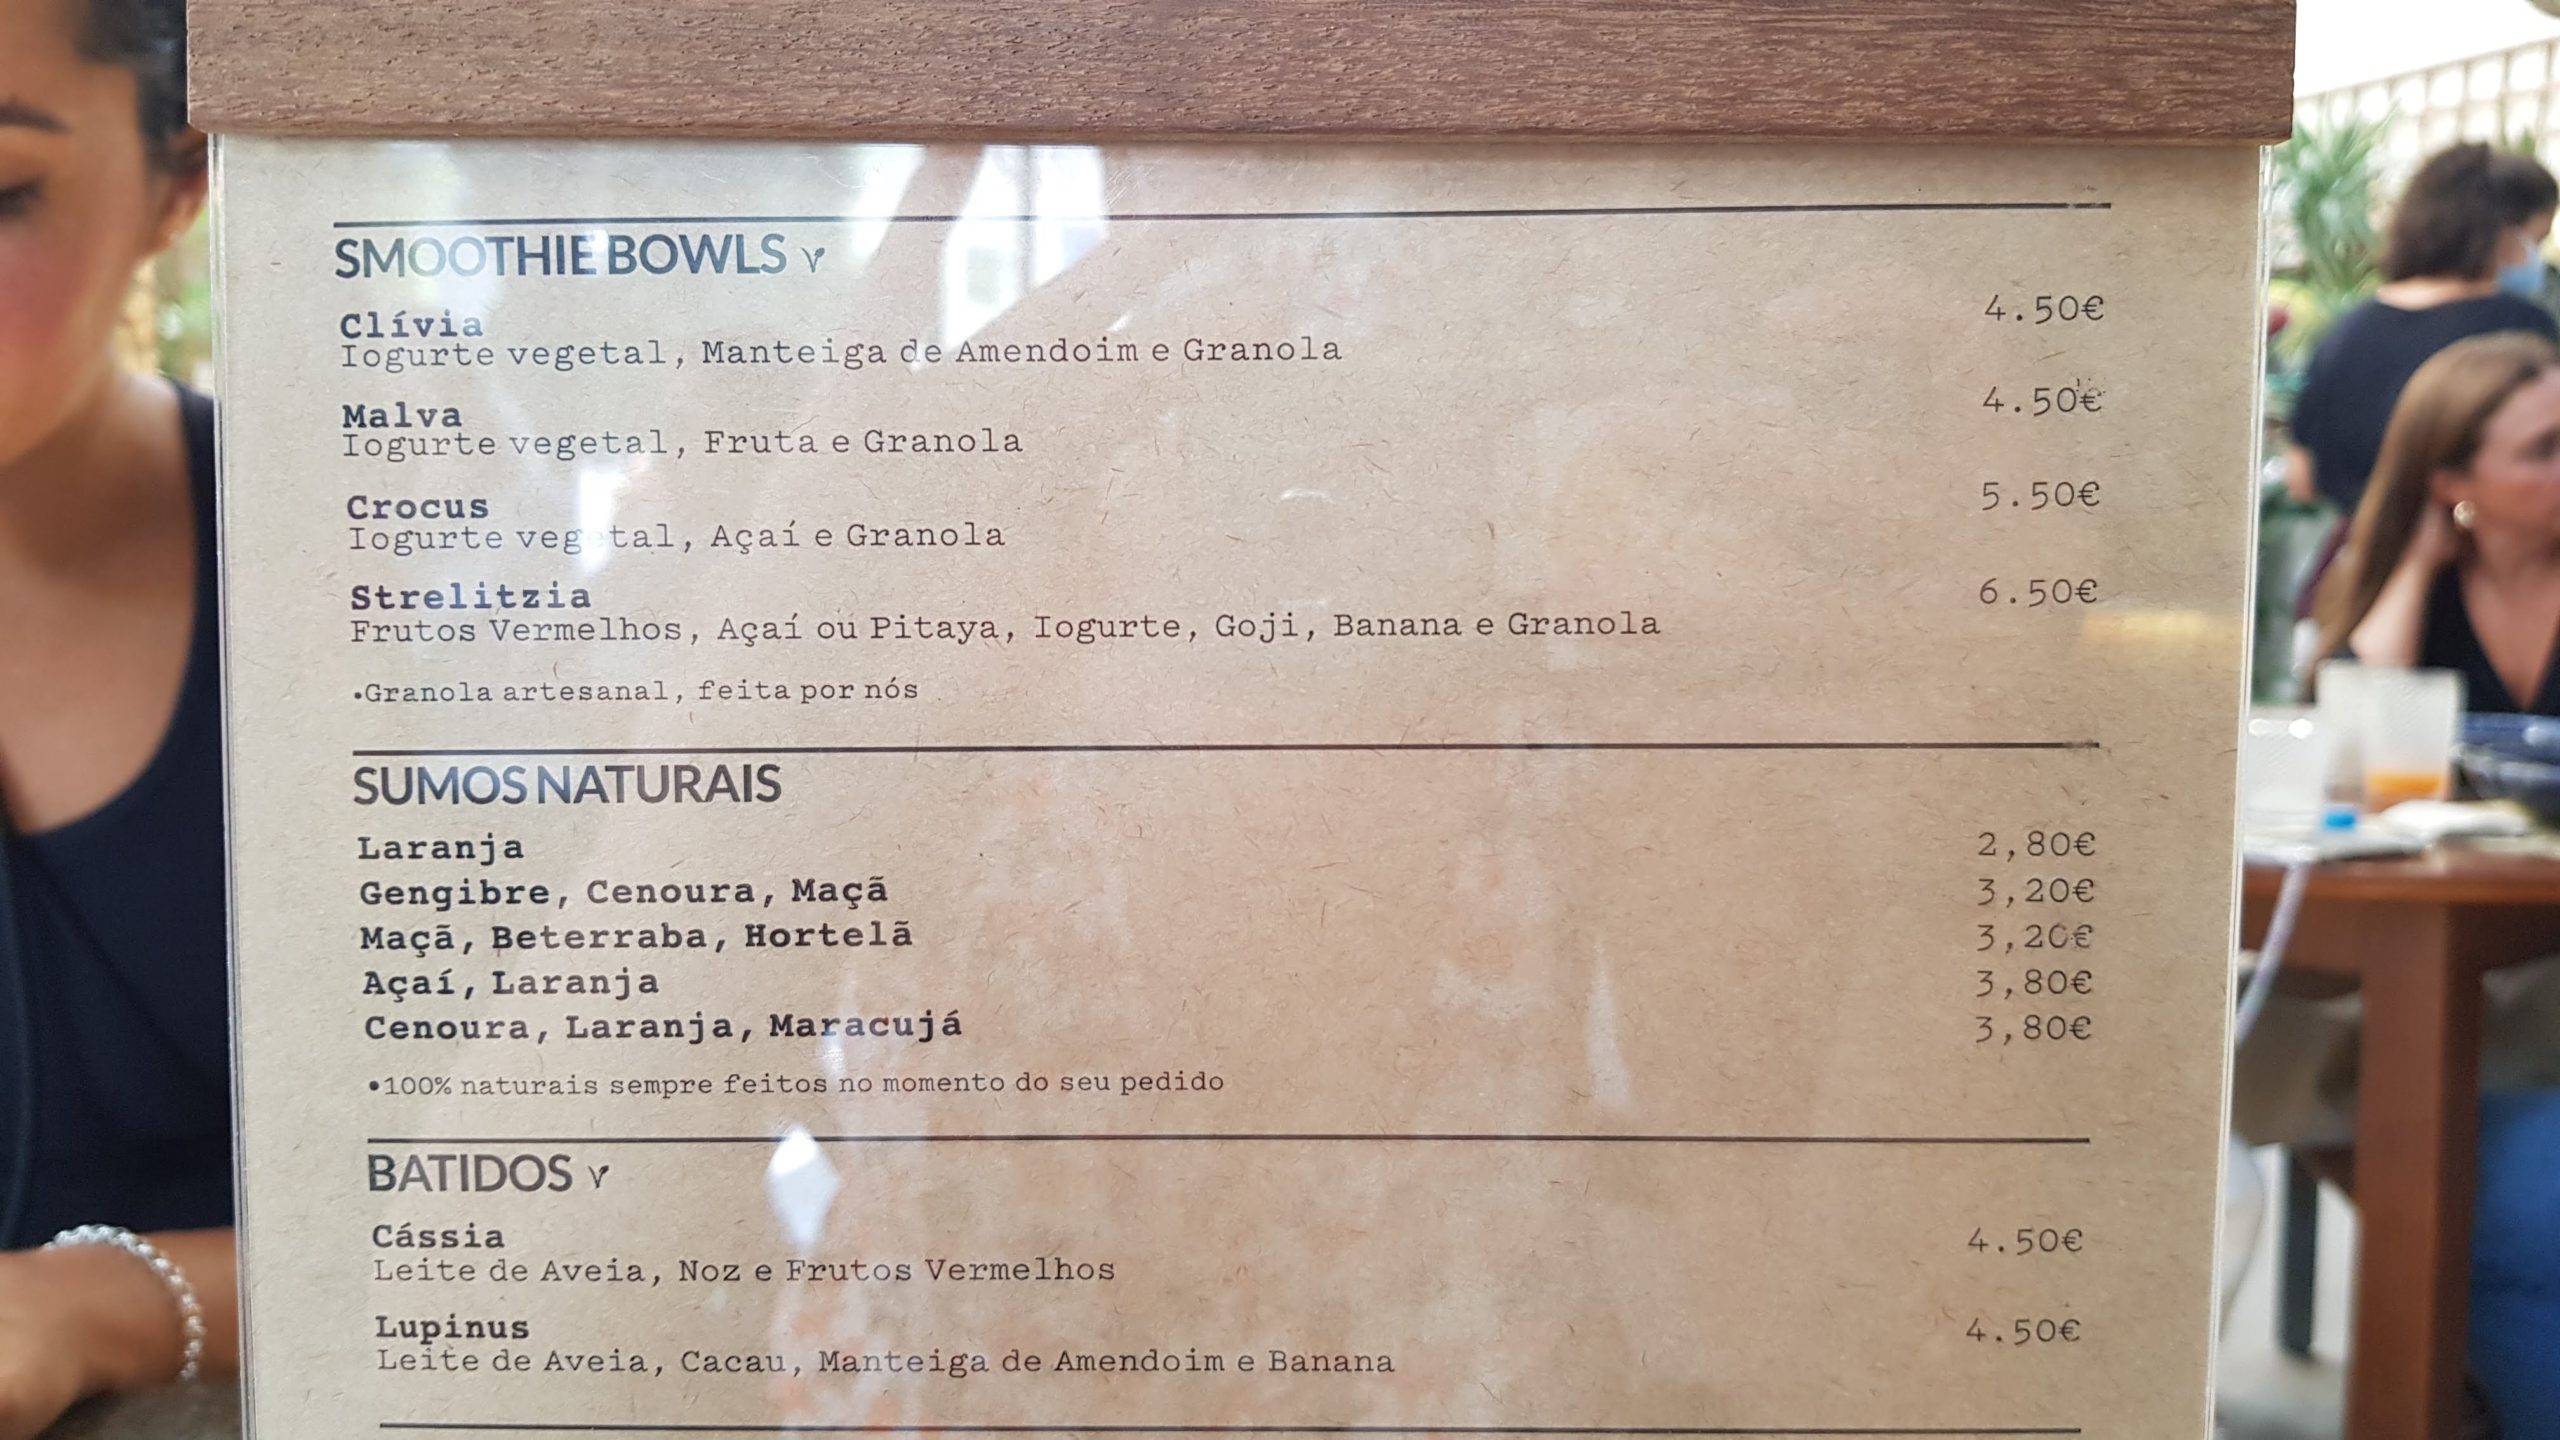 SMOOTHIE BOWLS
Clívia 4.50€
Iogurte vegetal, Manteiga de Amendoim e Granola
Malva 4.50€
Iogurte vegetal, Fruta e Granola
Crocus 5.50€
Iogurte vegetal, Açaí e Granola
Strelitzia 6.50€
Frutos Vermelhos, Açaí ou Pitaya, Iogurte, Goji, Banana e Granola
•Granola artesanal, feita por nós
SUMOS NATURAIS
Laranja 2,80€
Gengibre, Cenoura, Maçã 3,20€
Maçã, Beterraba, Hortelã 3,20€
Açaí, Laranja 3,80€
Cenoura, Laranja, Maracujá 3,80€
•100% naturais sempre feitos no momento do seu pedido
BATIDOS
Cássia 4.50€
Leite de Aveia, Noz e Frutos Vermelhos
Lupinus 4.50€
Leite de Aveia, Cacau, Manteiga de Amendoim e Banana